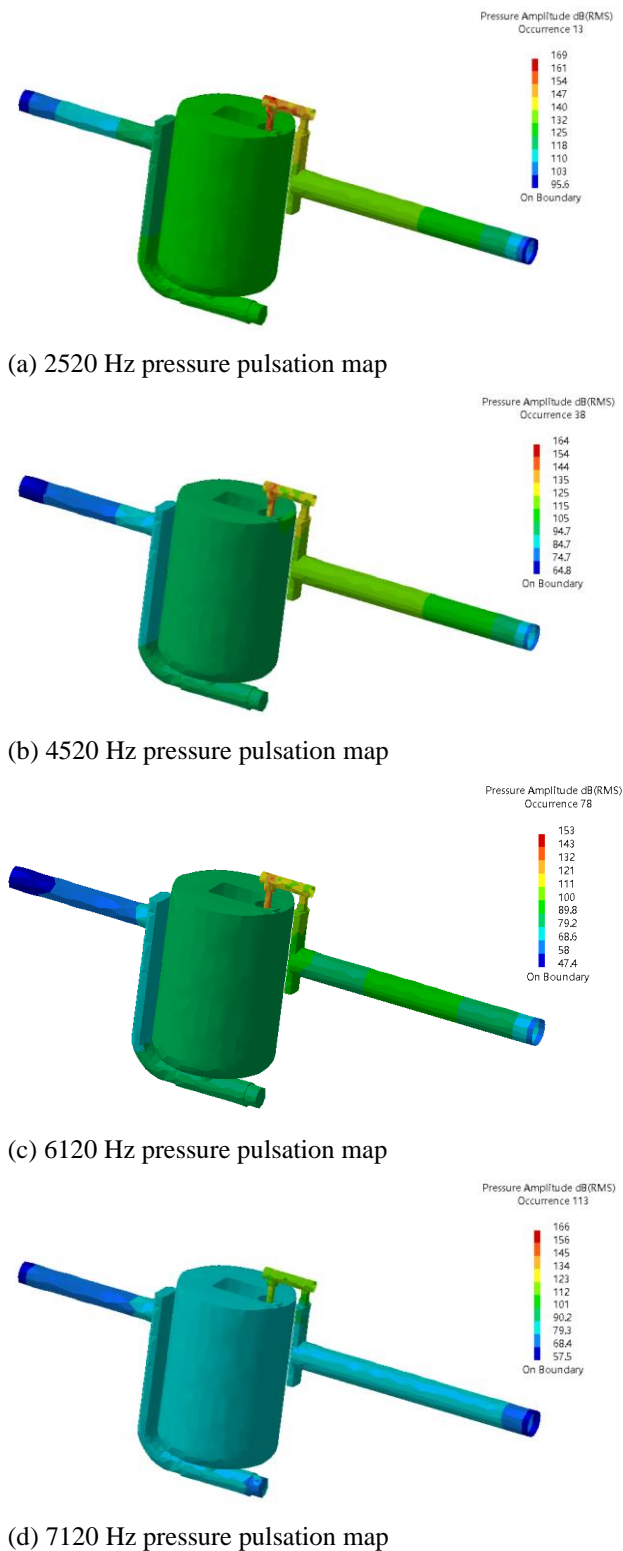 Pressure Amplitude dB(RMS)
Occurrence 13
169
161
154
147
140
132
125
118
110
103
95.6
On Boundary
(a) 2520 Hz pressure pulsation map
Pressure Amplitude dB(RMS)
Occurrence 38
164
154
144
135
125
115
105
94.7
84.7
74.7
64.8
On Boundary
(b) 4520 Hz pressure pulsation map
Pressure Amplitude dB(RMS)
Occurrence 78
153
143
132
121
111
100
89.8
79.2
68.6
58
47.4
On Boundary
(c) 6120 Hz pressure pulsation map
Pressure Amplitude dB(RMS)
Occurrence 113
166
156
145
134
123
112
101
90.2
79.3
68.4
57.5
On Boundary
(d) 7120 Hz pressure pulsation map